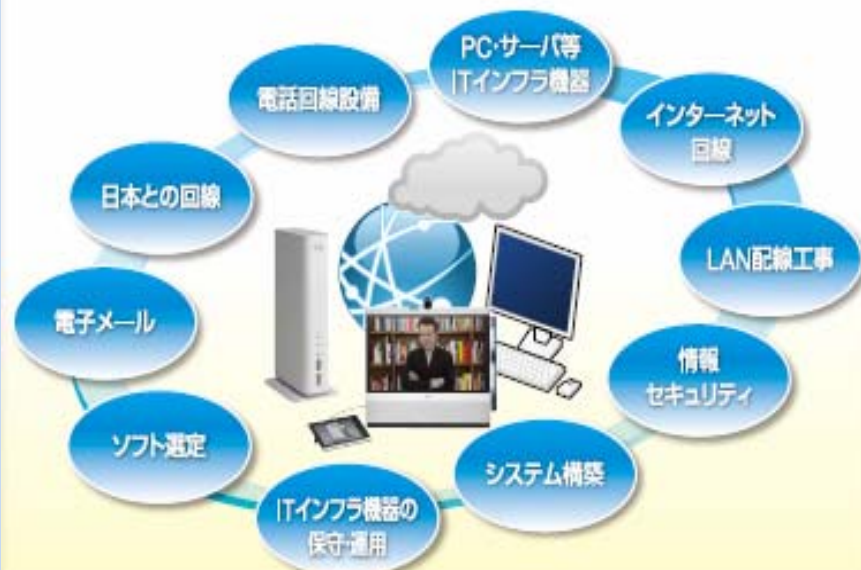 PC・サーバ等
ITインフラ機器
電話回線設備
インターネット
回線
日本との回線
LAN配線工事
電子メール
情報
セキュリティ
ソフト選定
システム構築
ITインフラ機器の
保守・運用